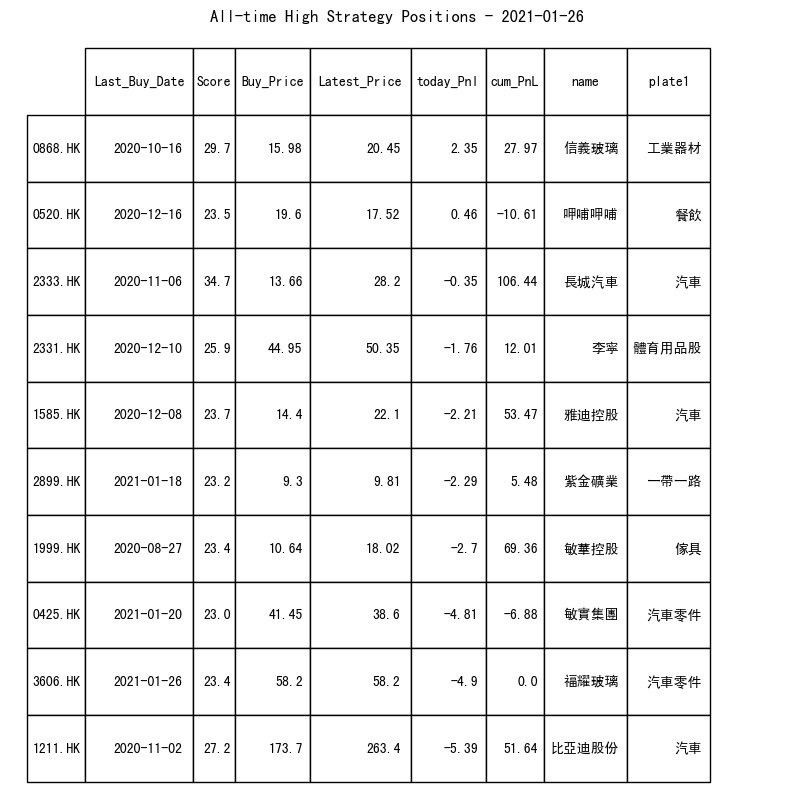 All-time High Strategy Positions - 2021-01-26
Last_Buy_Date Score Buy_Price Latest_Price today_Pnl cum_PnL name plate1
0868.HK 2020-10-16 29.7 15.98 20.45 2.35 27.97 信義玻璃 工業器材
0520.HK 2020-12-16 23.5 19.6 17.52 0.46 -10.61 呷哺呷哺 餐飲
2333.HK 2020-11-06 34.7 13.66 28.2 -0.35 106.44 長城汽車 汽車
2331.HK 2020-12-10 25.9 44.95 50.35 -1.76 12.01 李寧 體育用品股
1585.HK 2020-12-08 23.7 14.4 22.1 -2.21 53.47 雅迪控股 汽車
2899.HK 2021-01-18 23.2 9.3 9.81 -2.29 5.48 紫金礦業 一帶一路
1999.HK 2020-08-27 23.4 10.64 18.02 -2.7 69.36 敏華控股 傢具
0425.HK 2021-01-20 23.0 41.45 38.6 -4.81 -6.88 敏實集團 汽車零件
3606.HK 2021-01-26 23.4 58.2 58.2 -4.9 0.0 福耀玻璃 汽車零件
1211.HK 2020-11-02 27.2 173.7 263.4 -5.39 51.64 比亞迪股份 汽車